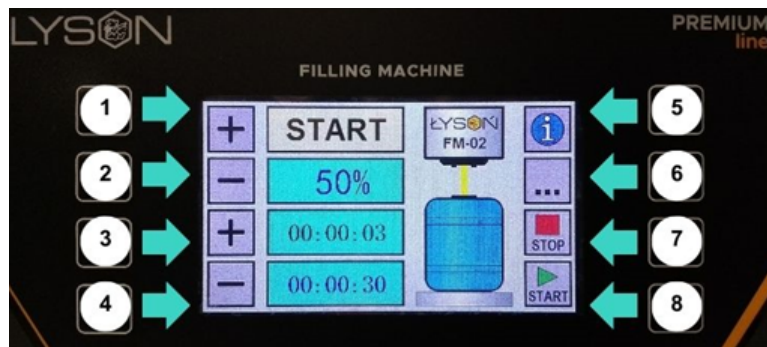 LYSON
PREMIUM
line
FILLING MACHINE
1
2
3
4
+
START
−
50%
+
00:00:03
−
00:00:30
ŁYSOŃ
FM-02
i
...
STOP
START
5
6
7
8